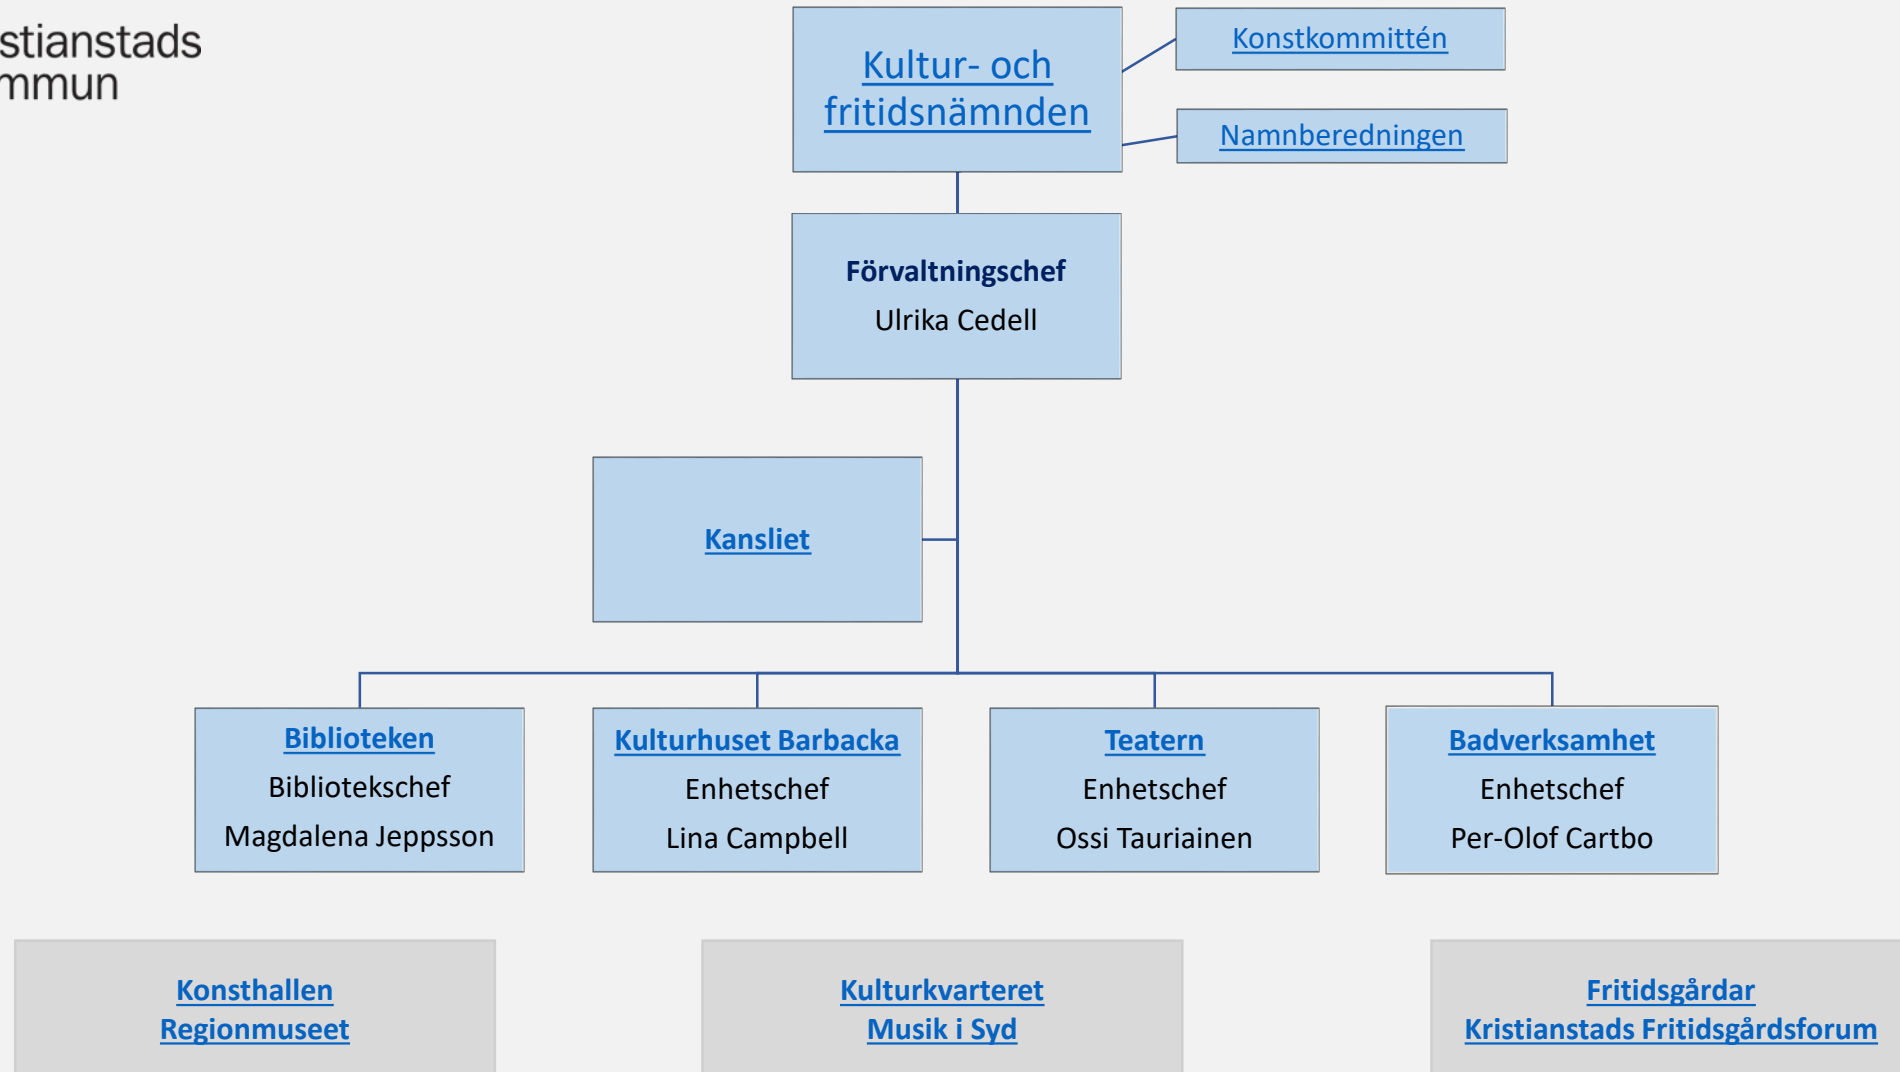 stianstads
mmun
Kultur- och
fritidsnämnden
Konstkommittén
Namnberedningen
Förvaltningschef
Ulrika Cedell
Kansliet
Biblioteken
Bibliotekschef
Magdalena Jeppsson
Kulturhuset Barbacka
Enhetschef
Lina Campbell
Teatern
Enhetschef
Ossi Tauriainen
Badverksamhet
Enhetschef
Per-Olof Cartbo
Konsthallen
Regionmuseet
Kulturkvarteret
Musik i Syd
Fritidsgårdar
Kristianstads Fritidsgårdsforum